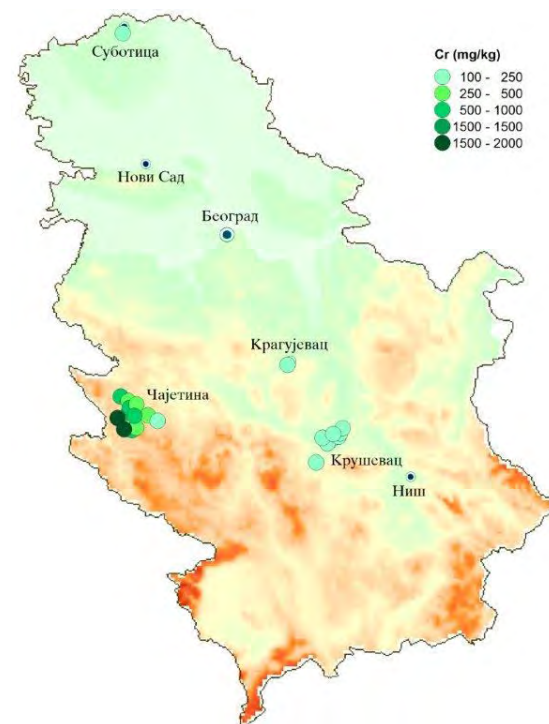 Суботица
Cr (mg/kg)
100 - 250
250 - 500
500 - 1000
1500 - 1500
1500 - 2000
Нови Сад
Београд
Крагујевац
Чајетина
Крушевац
Ниш